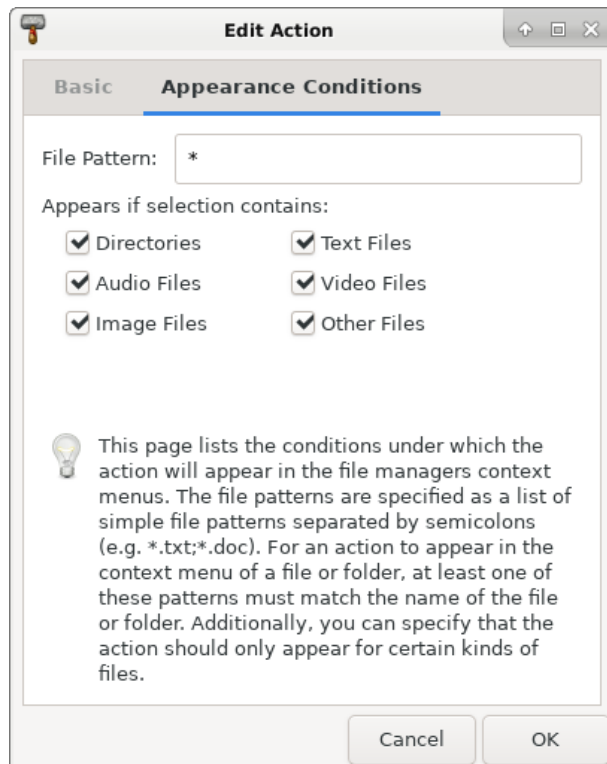 Edit Action
Basic
Appearance Conditions
File Pattern:
*
Appears if selection contains:
Directories
Text Files
Audio Files
Video Files
Image Files
Other Files
This page lists the conditions under which the
action will appear in the file managers context
menus. The file patterns are specified as a list of
simple file patterns separated by semicolons
(e.g. *.txt;*.doc). For an action to appear in the
context menu of a file or folder, at least one of
these patterns must match the name of the file
or folder. Additionally, you can specify that the
action should only appear for certain kinds of
files.
Cancel
OK